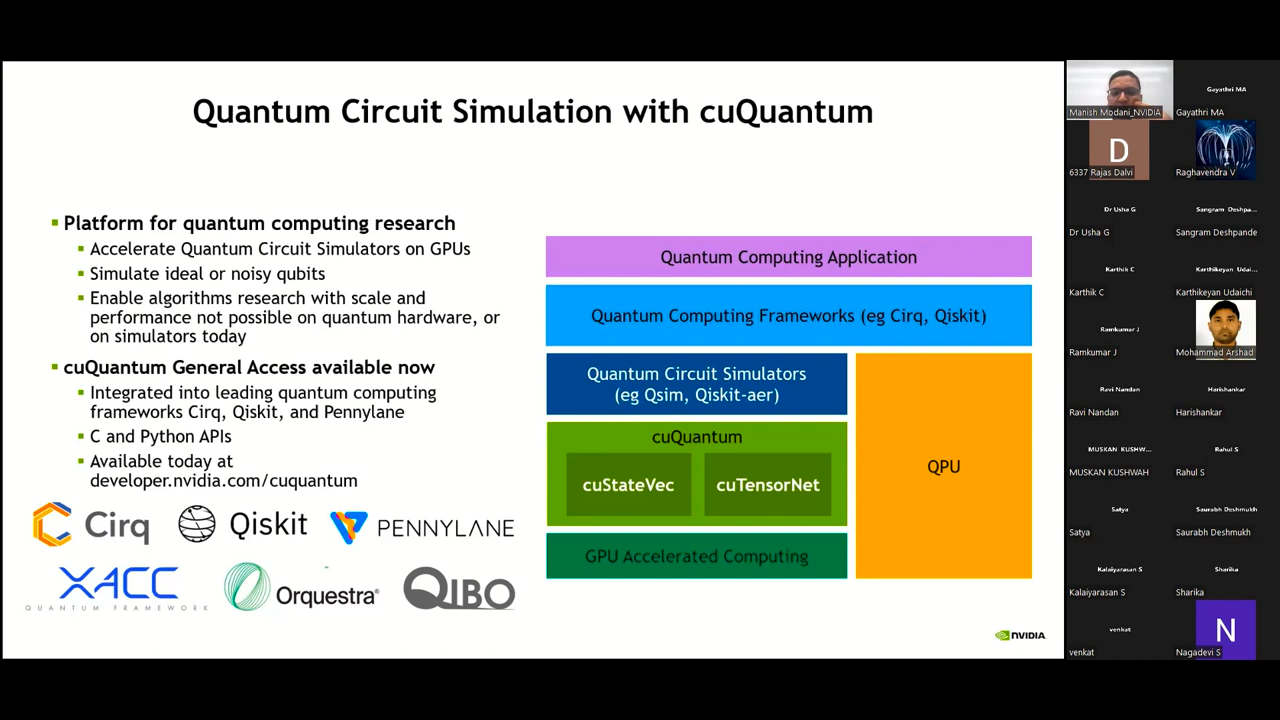 Quantum Circuit Simulation with cuQuantum
Platform for quantum computing research
Accelerate Quantum Circuit Simulators on GPUs
Simulate ideal or noisy qubits
Enable algorithms research with scale and
performance not possible on quantum hardware, or
on simulators today
cuQuantum General Access available now
Integrated into leading quantum computing
frameworks Cirq, Qiskit, and Pennylane
C and Python APIs
Available today at
developer.nvidia.com/cuquantum
Cirq
Qiskit
PENNYLANE
XACC
QUANTUM FRAMEWORK
Orquestra
QIBO
Quantum Computing Application
Quantum Computing Frameworks (eg Cirq, Qiskit)
Quantum Circuit Simulators
(eg Qsim, Qiskit-aer)
cuQuantum
cuStateVec
cuTensorNet
GPU Accelerated Computing
QPU
NVIDIA
Manish Modani_NVIDIA
Gayathri MA
Gayathri MA
D
6337 Rajas Dalvi
Raghavendra V
Dr Usha G
Dr Usha G
Sangram Deshpa...
Sangram Deshpande
Karthik C
Karthik C
Karthikeyan Udai...
Karthikeyan Udaichi
Ramkumar J
Ramkumar J
Mohammad Arshad
Ravi Nandan
Ravi Nandan
Harishankar
Harishankar
MUSKAN KUSHW...
MUSKAN KUSHWAH
Rahul S
Rahul S
Satya
Satya
Saurabh Deshmukh
Saurabh Deshmukh
Kalaiyarasan S
Kalaiyarasan S
Sharika
Sharika
venkat
venkat
N
Nagadevi S